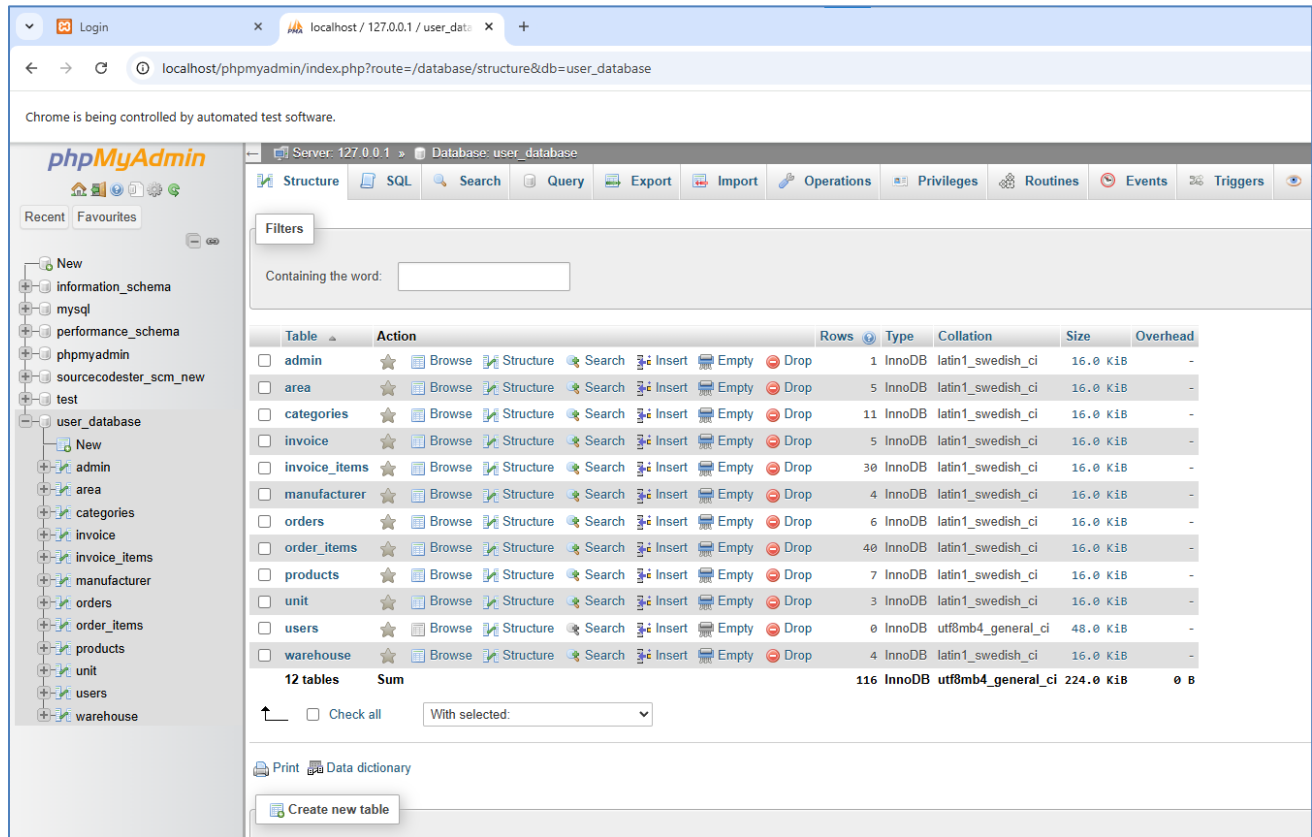 Login
localhost / 127.0.0.1 / user_data
localhost/phpmyadmin/index.php?route=/database/structure&db=user_database
Chrome is being controlled by automated test software.
phpMyAdmin
Recent Favourites
New
information_schema
mysql
performance_schema
phpmyadmin
sourcecodester_scm_new
test
user_database
New
admin
area
categories
invoice
invoice_items
manufacturer
orders
order_items
products
unit
users
warehouse
Server: 127.0.0.1 » Database: user_database
Structure SQL Search Query Export Import Operations Privileges Routines Events Triggers
Filters
Containing the word:
Table Action Rows Type Collation Size Overhead
admin Browse Structure Search Insert Empty Drop 1 InnoDB latin1_swedish_ci 16.0 KiB -
area Browse Structure Search Insert Empty Drop 5 InnoDB latin1_swedish_ci 16.0 KiB -
categories Browse Structure Search Insert Empty Drop 11 InnoDB latin1_swedish_ci 16.0 KiB -
invoice Browse Structure Search Insert Empty Drop 5 InnoDB latin1_swedish_ci 16.0 KiB -
invoice_items Browse Structure Search Insert Empty Drop 30 InnoDB latin1_swedish_ci 16.0 KiB -
manufacturer Browse Structure Search Insert Empty Drop 4 InnoDB latin1_swedish_ci 16.0 KiB -
orders Browse Structure Search Insert Empty Drop 6 InnoDB latin1_swedish_ci 16.0 KiB -
order_items Browse Structure Search Insert Empty Drop 40 InnoDB latin1_swedish_ci 16.0 KiB -
products Browse Structure Search Insert Empty Drop 7 InnoDB latin1_swedish_ci 16.0 KiB -
unit Browse Structure Search Insert Empty Drop 3 InnoDB latin1_swedish_ci 16.0 KiB -
users Browse Structure Search Insert Empty Drop 0 InnoDB utf8mb4_general_ci 48.0 KiB -
warehouse Browse Structure Search Insert Empty Drop 4 InnoDB latin1_swedish_ci 16.0 KiB -
12 tables Sum 116 InnoDB utf8mb4_general_ci 224.0 KiB 0 B
Check all With selected:
Print Data dictionary
Create new table